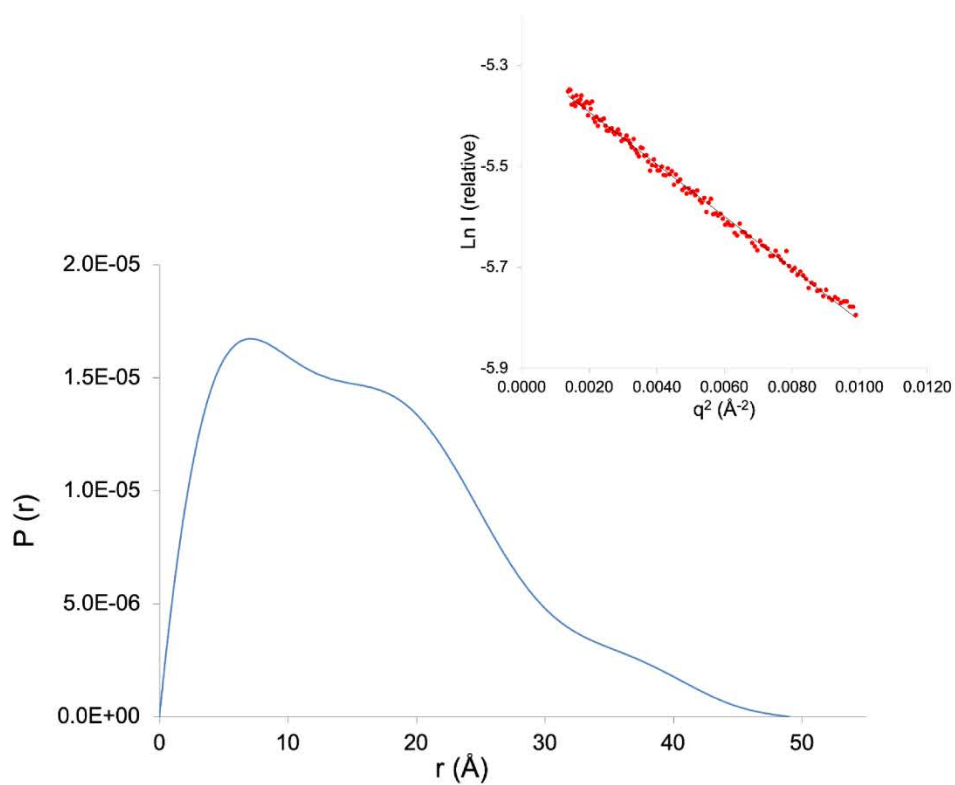 -5.3
-5.5
-5.7
-5.9
Ln I (relative)
0.0000 0.0020 0.0040 0.0060 0.0080 0.0100 0.0120
q² (Å⁻²)
2.0E-05
1.5E-05
1.0E-05
5.0E-06
0.0E+00
P (r)
0 10 20 30 40 50
r (Å)